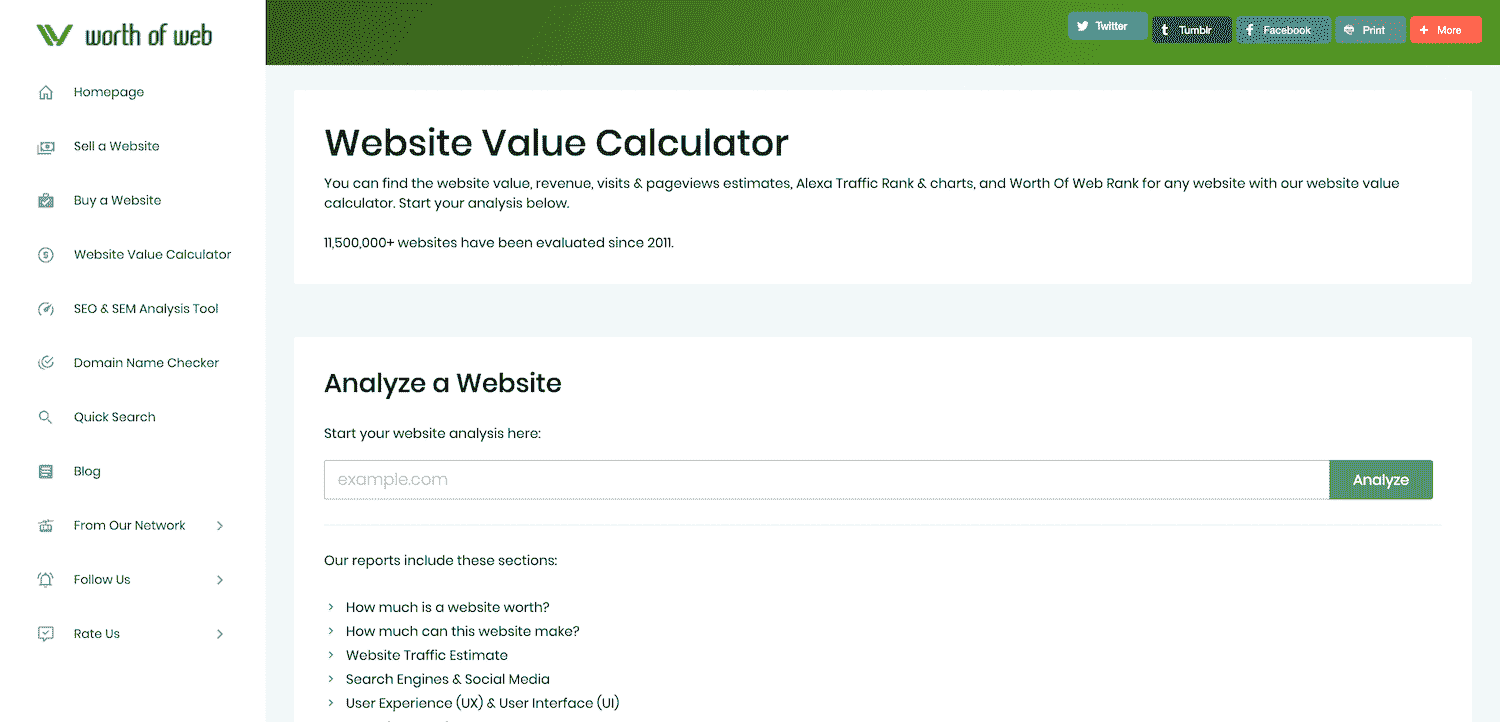 worth of web
Twitter
Tumblr
Facebook
Print
More
Homepage
Sell a Website
Buy a Website
Website Value Calculator
SEO & SEM Analysis Tool
Domain Name Checker
Quick Search
Blog
From Our Network
Follow Us
Rate Us
Website Value Calculator
You can find the website value, revenue, visits & pageviews estimates, Alexa Traffic Rank & charts, and Worth Of Web Rank for any website with our website value
calculator. Start your analysis below.
11,500,000+ websites have been evaluated since 2011.
Analyze a Website
Start your website analysis here:
example.com
Analyze
Our reports include these sections:
How much is a website worth?
How much can this website make?
Website Traffic Estimate
Search Engines & Social Media
User Experience (UX) & User Interface (UI)